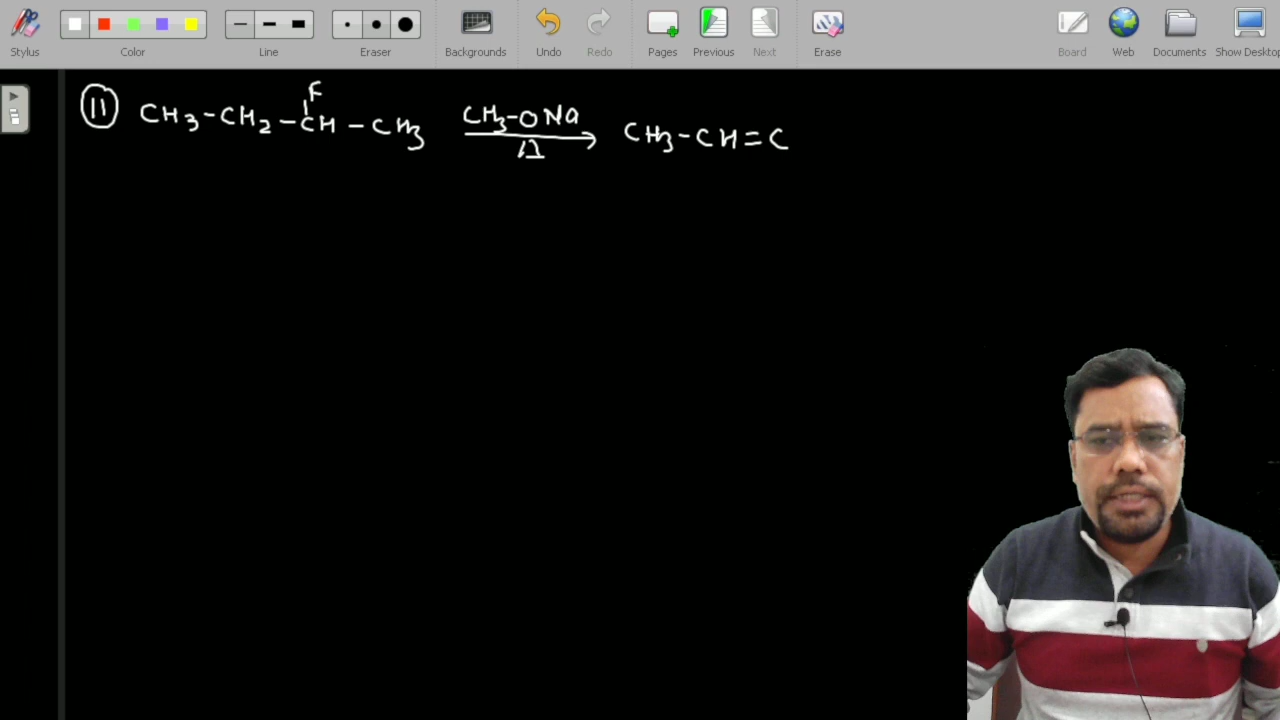 Stylus
Color
Line
Eraser
Backgrounds
Undo
Redo
Pages
Previous
Next
Erase
Board
Web
Documents
Show Desktop
11 CH3-CH2-CH-CH3 CH3-ONa CH3-CH=C
F
Δ